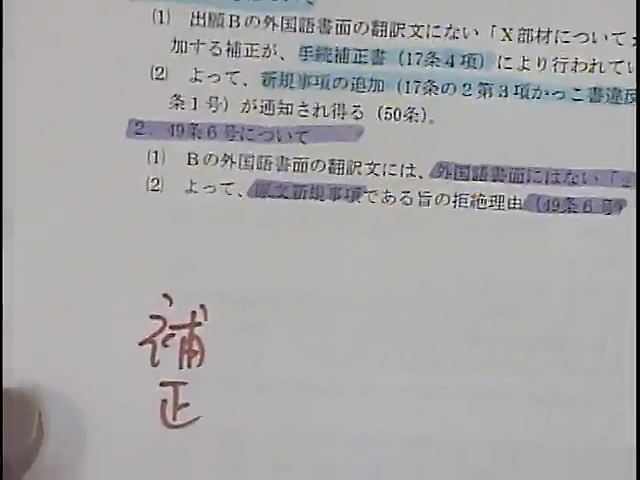 (1) 出願Bの外国語書面の翻訳文にない「X部材について
加する補正が、手続補正書(17条4項)により行われてい
(2) よって、新規事項の追加(17条の2第3項かっこ書違反
条1号)が通知され得る(50条)。
2．49条6号について
(1) Bの外国語書面の翻訳文には、外国語書面にはない「
(2) よって、原文新規事項である旨の拒絶理由(49条6号)
補
正